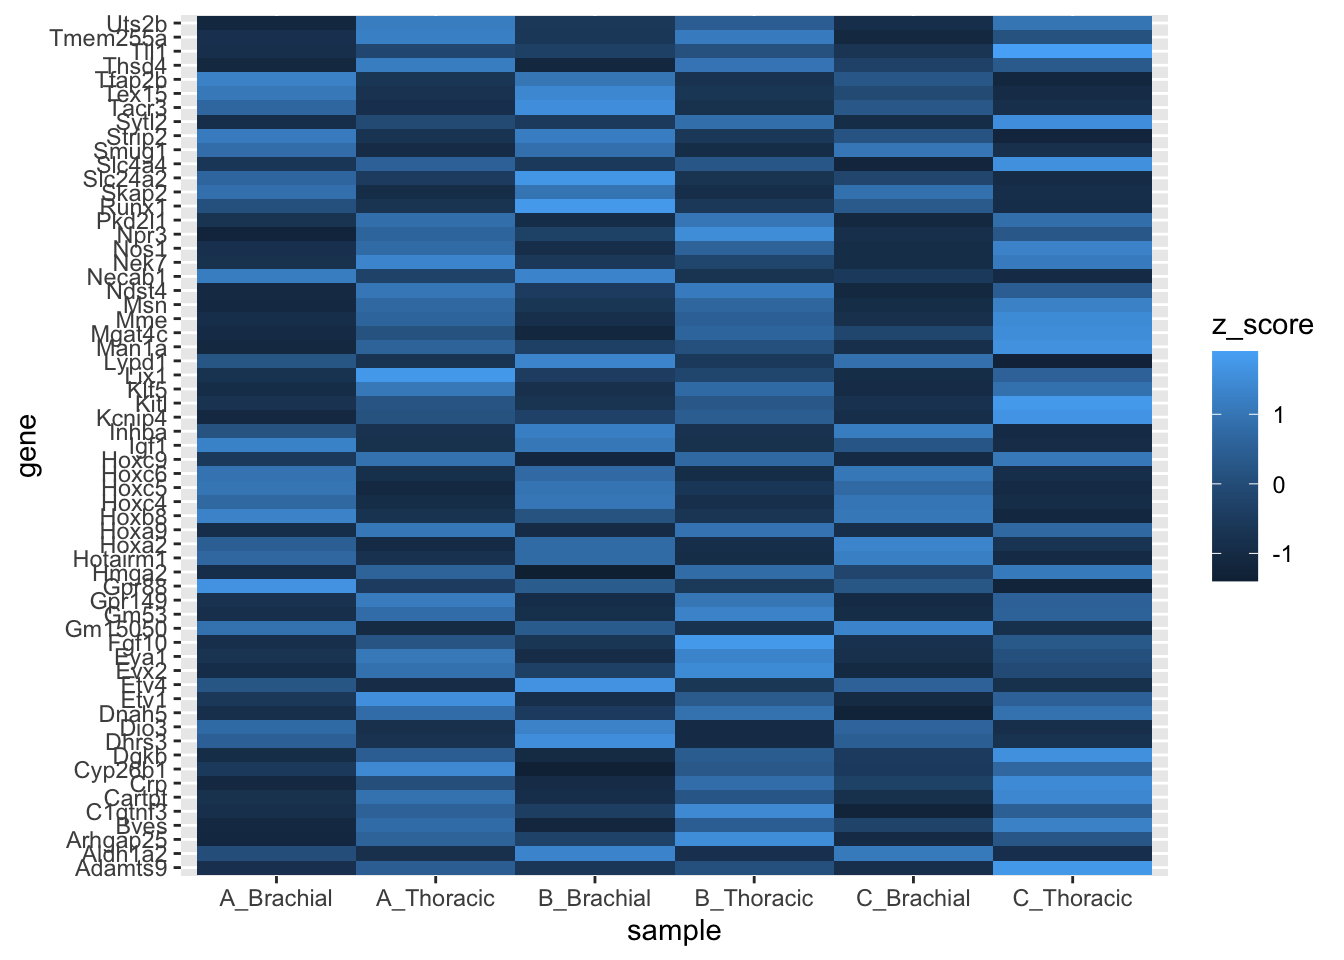 Uts2b
Tmem255a
Tll1
Thsd4
Tfap2b
Tex15
Tacr3
Sytl2
Strip2
Smug1
Slc4a4
Slc24a2
Skap2
Runx1
Pkd2l1
Npr3
Nos1
Nek7
Necab1
Ndst4
Msn
Mme
Mgat4c
Man1a
Lypd1
Lix1
Klf5
Kitl
Kcnip4
Inhba
Igf1
Hoxc9
Hoxc6
Hoxc5
Hoxc4
Hoxb8
Hoxa9
Hoxa2
Hotairm1
Hmga2
Gpr88
Gpr149
Gm53
Gm15050
Fgf10
Eya1
Evx2
Etv4
Etv1
Dnah5
Dio3
Dhrs3
Dgkb
Cyp26b1
Crp
Cartpt
C1qtnf3
Bves
Arhgap25
Aldh1a2
Adamts9
gene
A_Brachial A_Thoracic B_Brachial B_Thoracic C_Brachial C_Thoracic
sample
z_score
1
0
-1